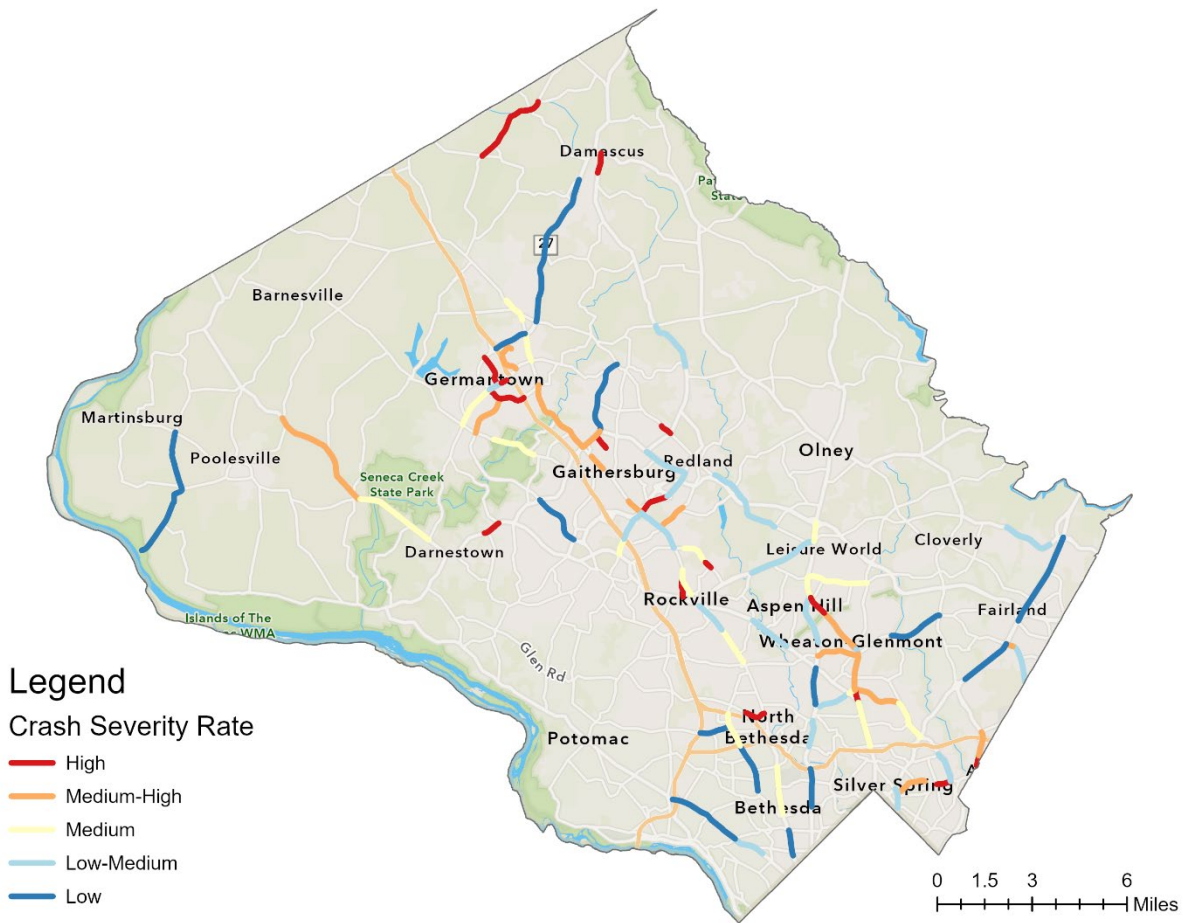 Damascus
State
27
Barnesville
Germantown
Martinsburg
Poolesville
Seneca Creek
State Park
Gaithersburg
Redland
Olney
Darnestown
Leisure World
Cloverly
Rockville
Aspen Hill
Fairland
Islands of The
WMA
Wheaton-Glenmont
Glen Rd
North
Bethesda
Potomac
Silver Spring
Bethesda
Legend
Crash Severity Rate
High
Medium-High
Medium
Low-Medium
Low
0 1.5 3 6
Miles